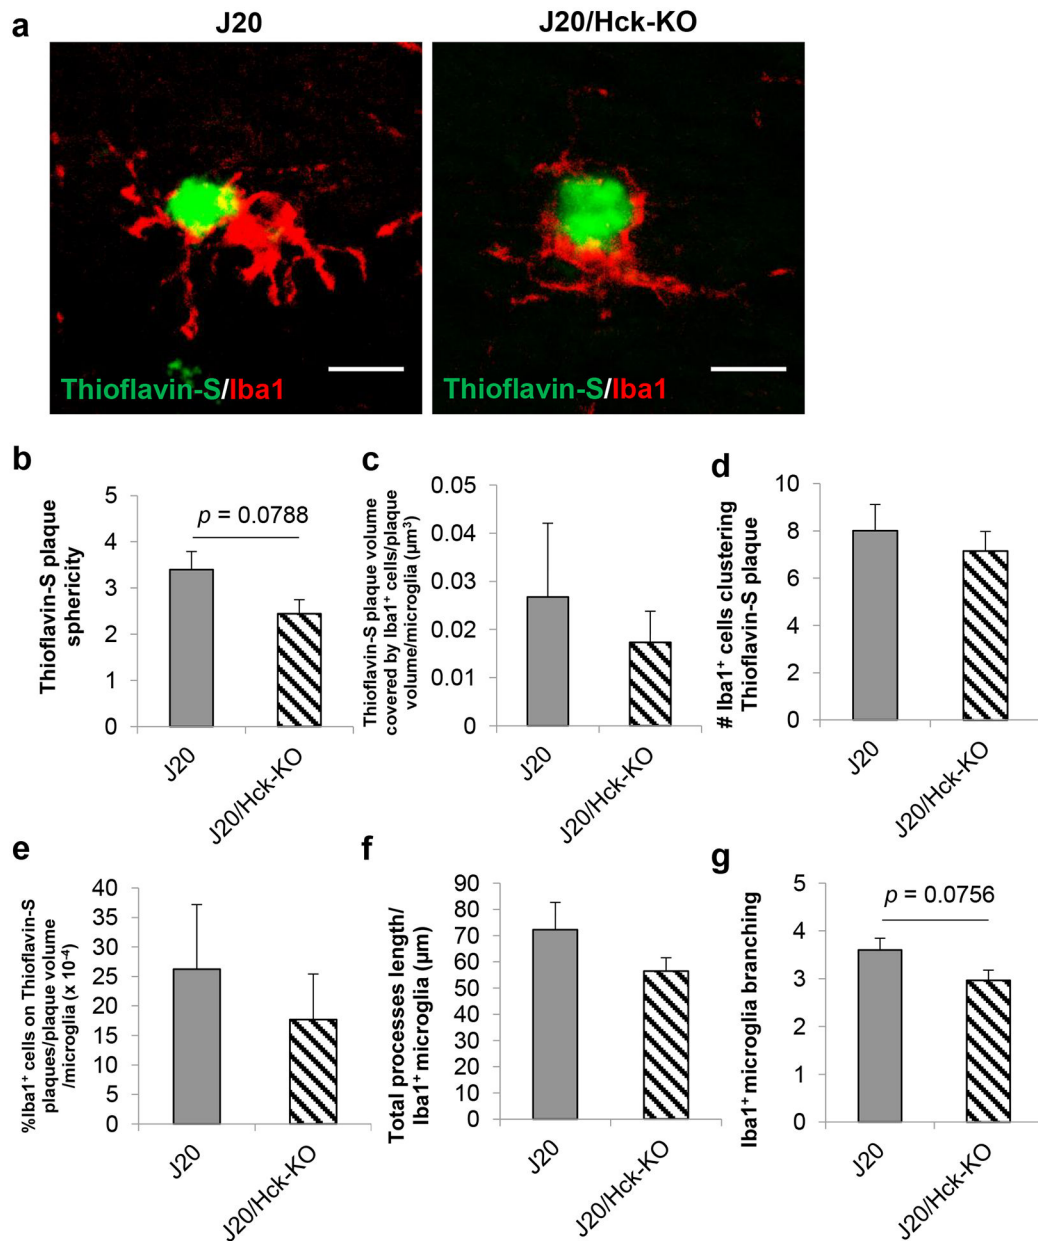 a
J20
J20/Hck-KO
Thioflavin-S/Iba1
Thioflavin-S/Iba1
b
Thioflavin-S plaque
sphericity
5
4
3
2
1
0
p = 0.0788
J20
J20/Hck-KO
c
Thioflavin-S plaque volume
covered by Iba1⁺ cells/plaque
volume/microglia (µm³)
0.05
0.04
0.03
0.02
0.01
0
J20
J20/Hck-KO
d
# Iba1⁺ cells clustering
Thioflavin-S plaque
10
8
6
4
2
0
J20
J20/Hck-KO
e
%Iba1⁺ cells on Thioflavin-S
plaques/plaque volume
/microglia (x 10⁻⁴)
40
35
30
25
20
15
10
5
0
J20
J20/Hck-KO
f
Total processes length/
Iba1⁺ microglia (µm)
90
80
70
60
50
40
30
20
10
0
J20
J20/Hck-KO
g
Iba1⁺ microglia branching
5
4
3
2
1
0
p = 0.0756
J20
J20/Hck-KO